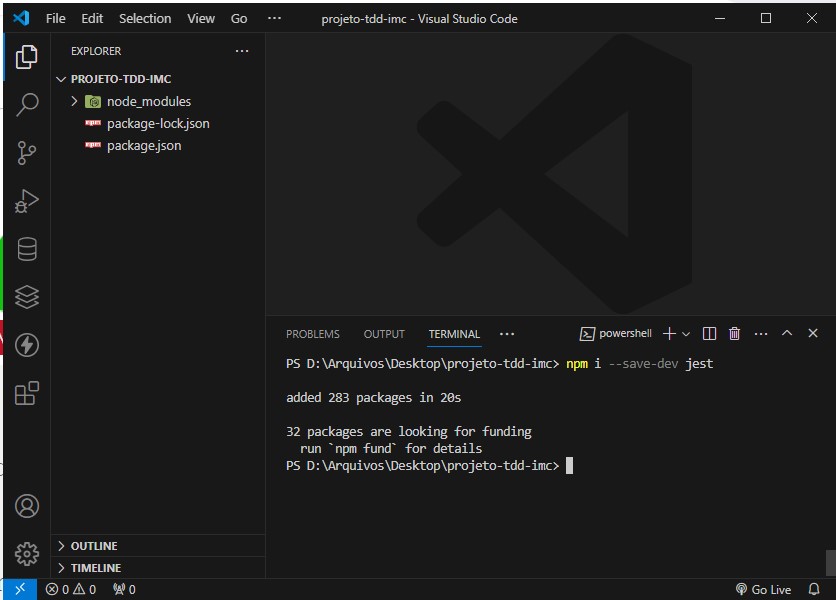 File Edit Selection View Go ··· projeto-tdd-imc - Visual Studio Code
EXPLORER ···
PROJETO-TDD-IMC
node_modules
npm package-lock.json
npm package.json
OUTLINE
TIMELINE
PROBLEMS OUTPUT TERMINAL ··· powershell ···
PS D:\Arquivos\Desktop\projeto-tdd-imc> npm i --save-dev jest
added 283 packages in 20s
32 packages are looking for funding
run `npm fund` for details
PS D:\Arquivos\Desktop\projeto-tdd-imc>
0 0 0 Go Live